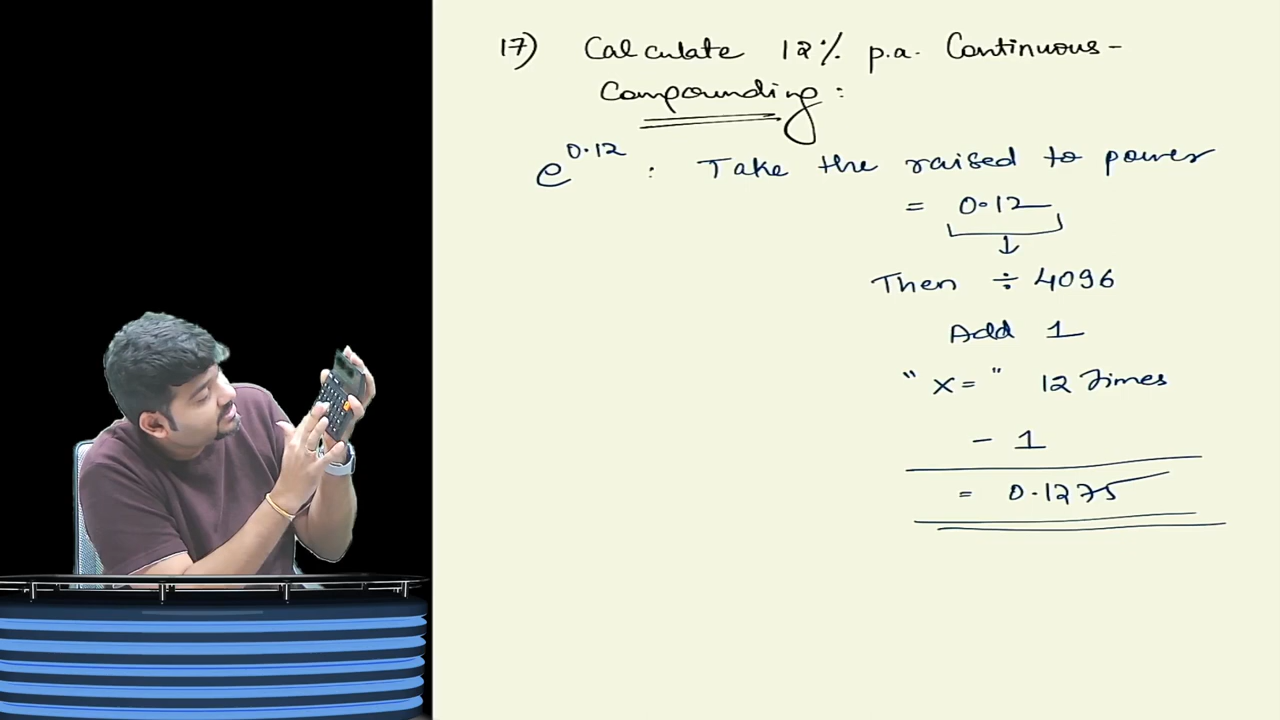 17) Calculate 12% p.a. Continuous-
Compounding:
e^0.12 : Take the raised to power
= 0.12
↓
Then ÷ 4096
Add 1
" x = " 12 Times
- 1
= 0.1275